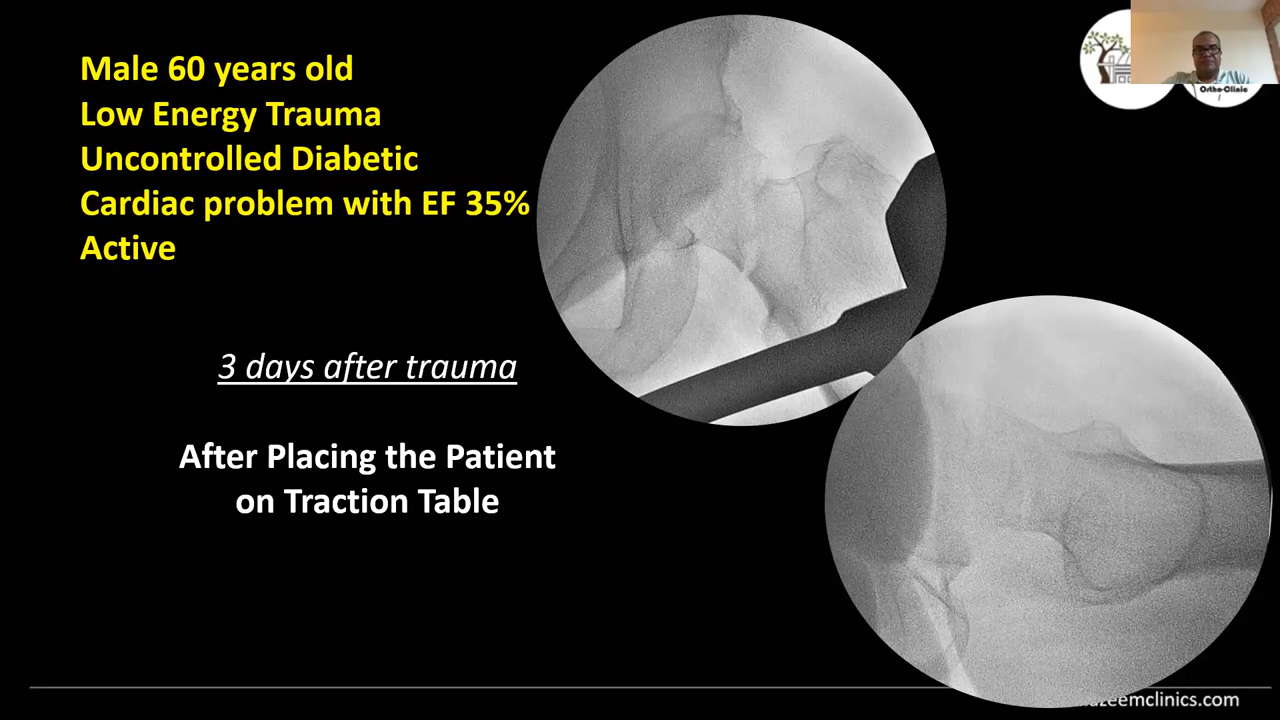 Male 60 years old
Low Energy Trauma
Uncontrolled Diabetic
Cardiac problem with EF 35%
Active
3 days after trauma
After Placing the Patient
on Traction Table
Ortho-Clinic